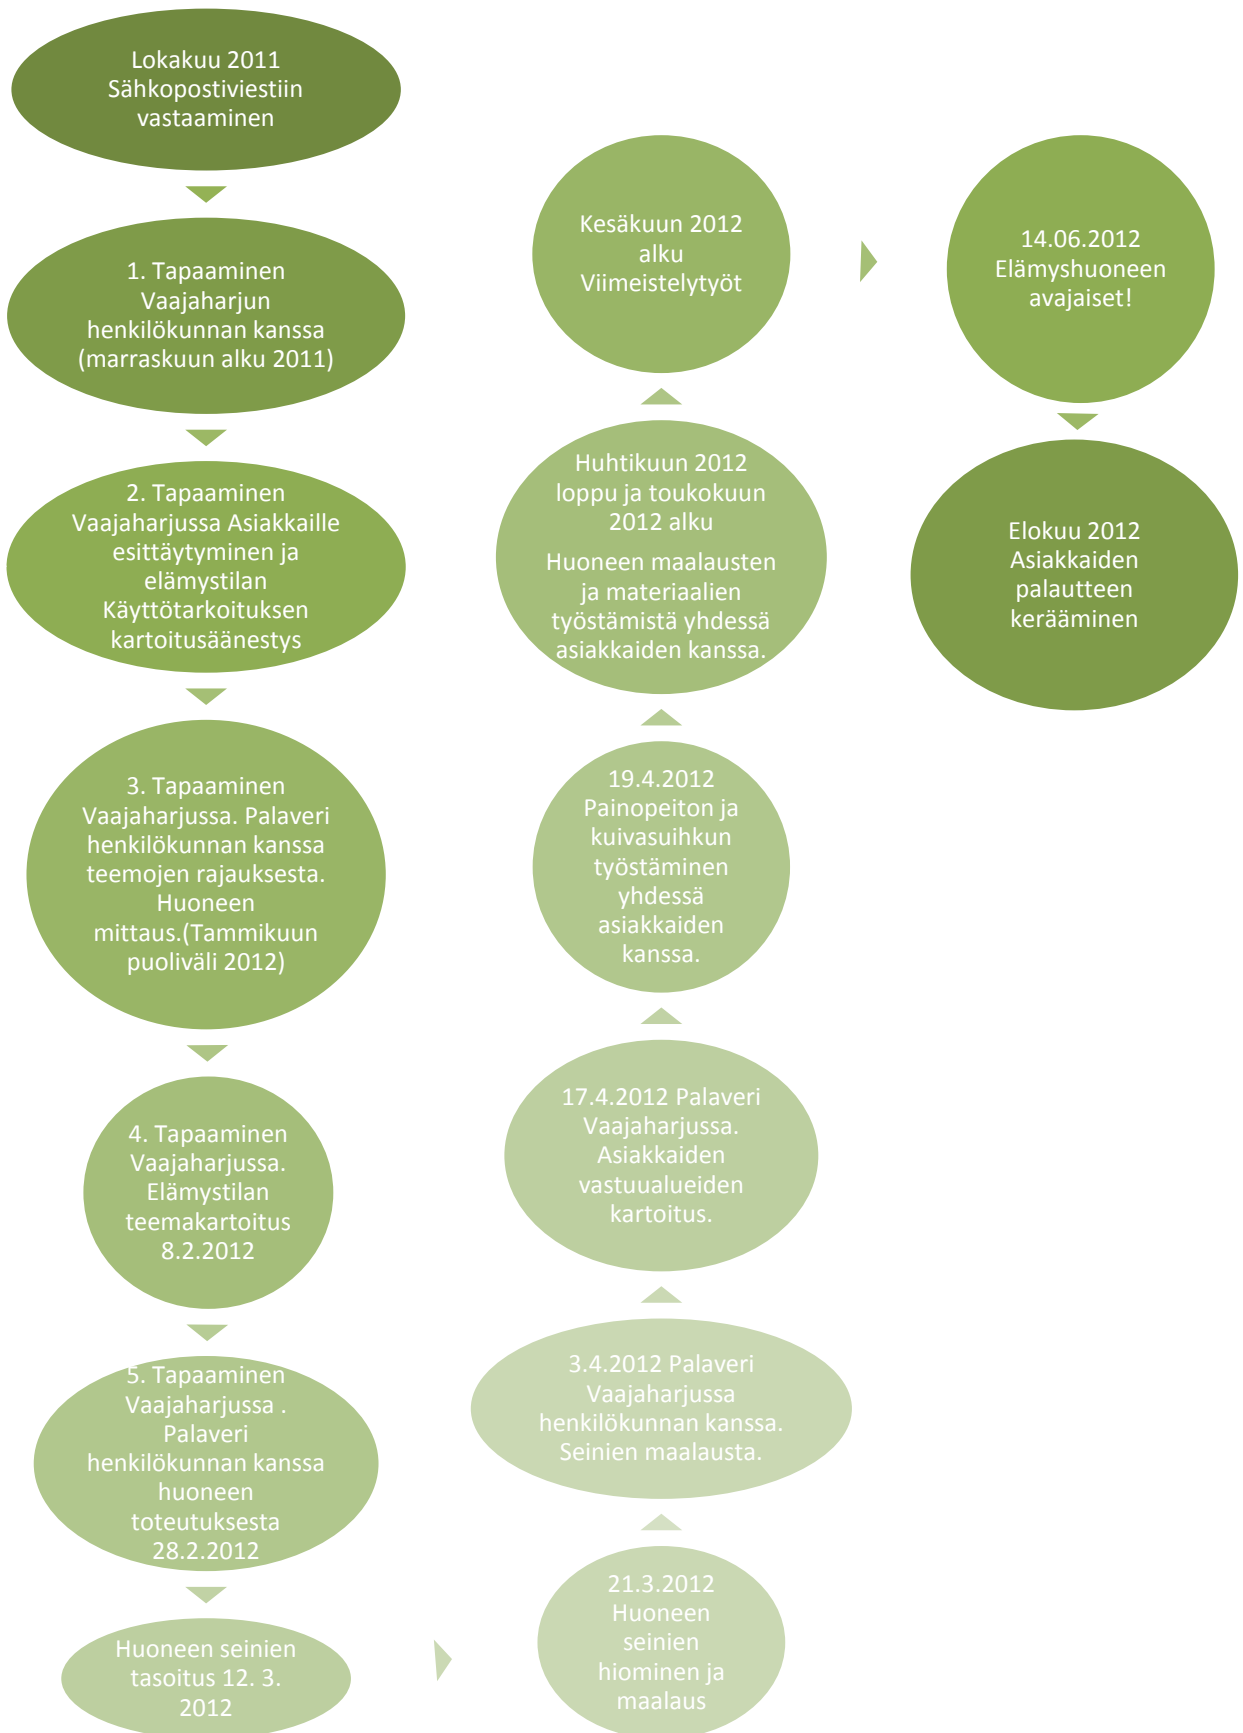 Lokakuu 2011
Sähkopostiviestiin
vastaaminen
1. Tapaaminen
Vaajaharjun
henkilökunnan kanssa
(marraskuun alku 2011)
2. Tapaaminen
Vaajaharjussa Asiakkaille
esittäytyminen ja
elämystilan
Käyttötarkoituksen
kartoitusäänestys
3. Tapaaminen
Vaajaharjussa. Palaveri
henkilökunnan kanssa
teemojen rajauksesta.
Huoneen
mittaus.(Tammikuun
puoliväli 2012)
4. Tapaaminen
Vaajaharjussa.
Elämystilan
teemakartoitus
8.2.2012
5. Tapaaminen
Vaajaharjussa .
Palaveri
henkilökunnan kanssa
huoneen
toteutuksesta
28.2.2012
Huoneen seinien
tasoitus 12. 3.
2012
21.3.2012
Huoneen
seinien
hiominen ja
maalaus
3.4.2012 Palaveri
Vaajaharjussa
henkilökunnan kanssa.
Seinien maalausta.
17.4.2012 Palaveri
Vaajaharjussa.
Asiakkaiden
vastuualueiden
kartoitus.
19.4.2012
Painopeiton ja
kuivasuihkun
työstäminen
yhdessä
asiakkaiden
kanssa.
Huhtikuun 2012
loppu ja toukokuun
2012 alku
Huoneen maalausten
ja materiaalien
työstämistä yhdessä
asiakkaiden kanssa.
Kesäkuun 2012
alku
Viimeistelytyöt
14.06.2012
Elämyshuoneen
avajaiset!
Elokuu 2012
Asiakkaiden
palautteen
kerääminen